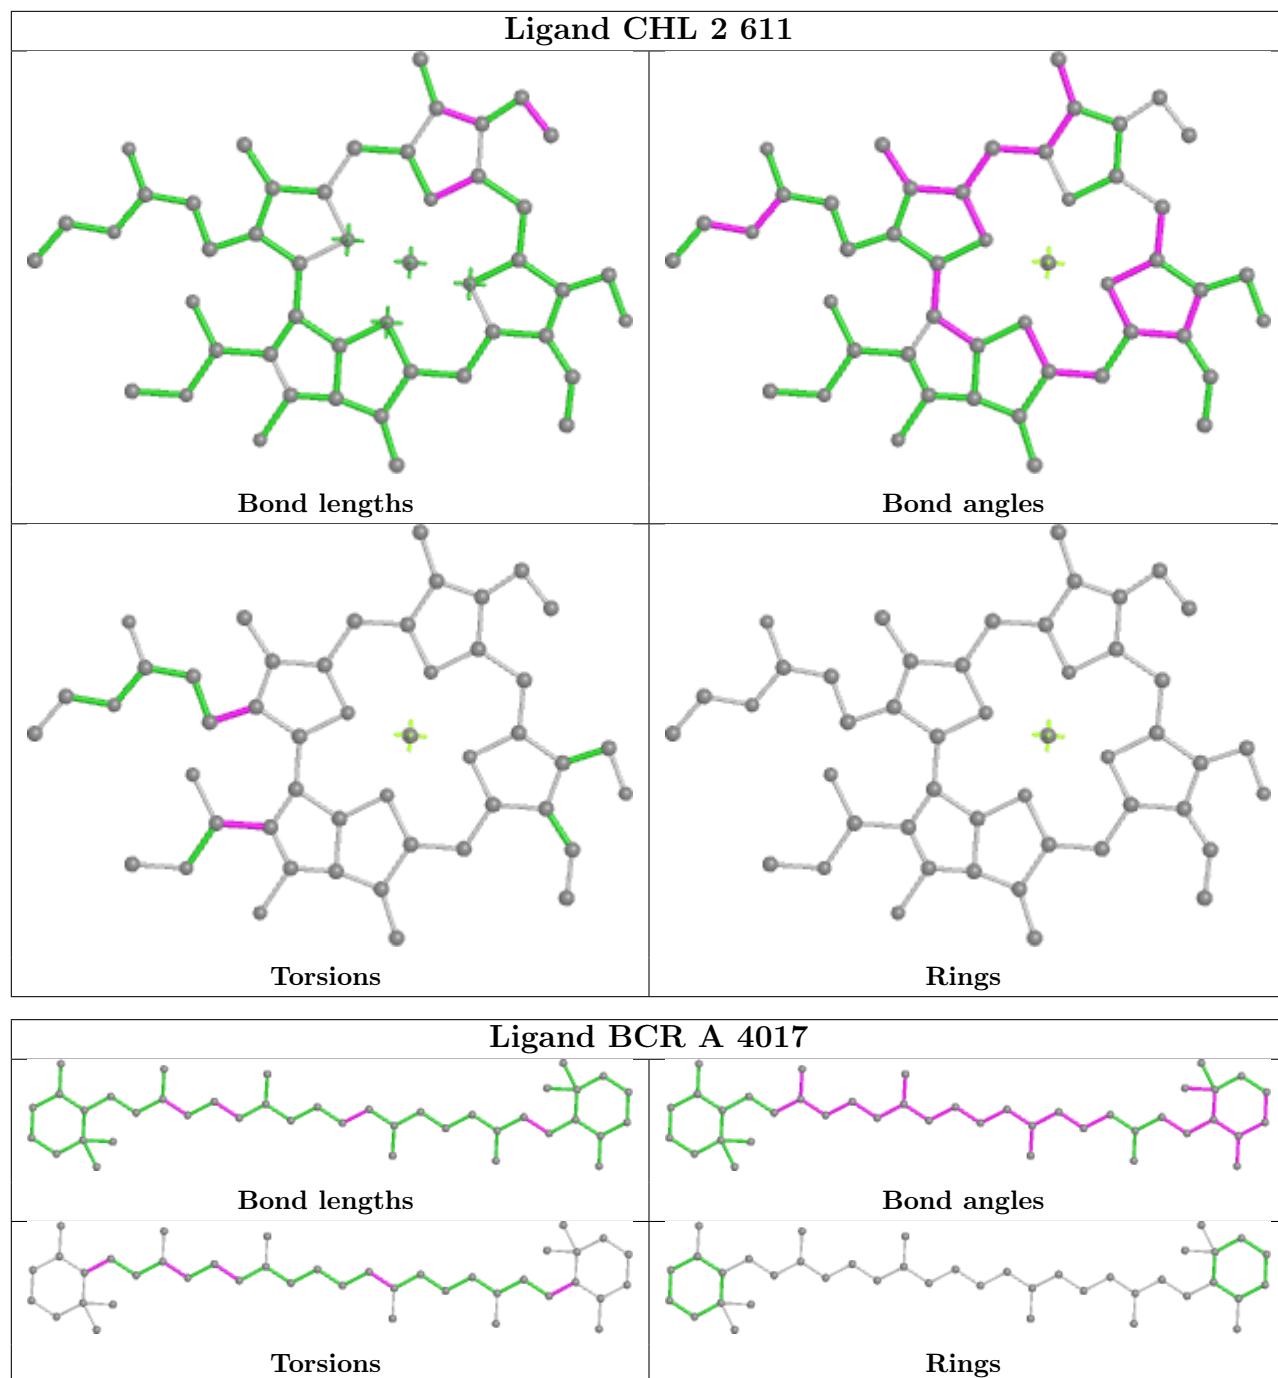 Ligand CHL 2 611
Bond lengths
Bond angles
Torsions
Rings
Ligand BCR A 4017
Bond lengths
Bond angles
Torsions
Rings